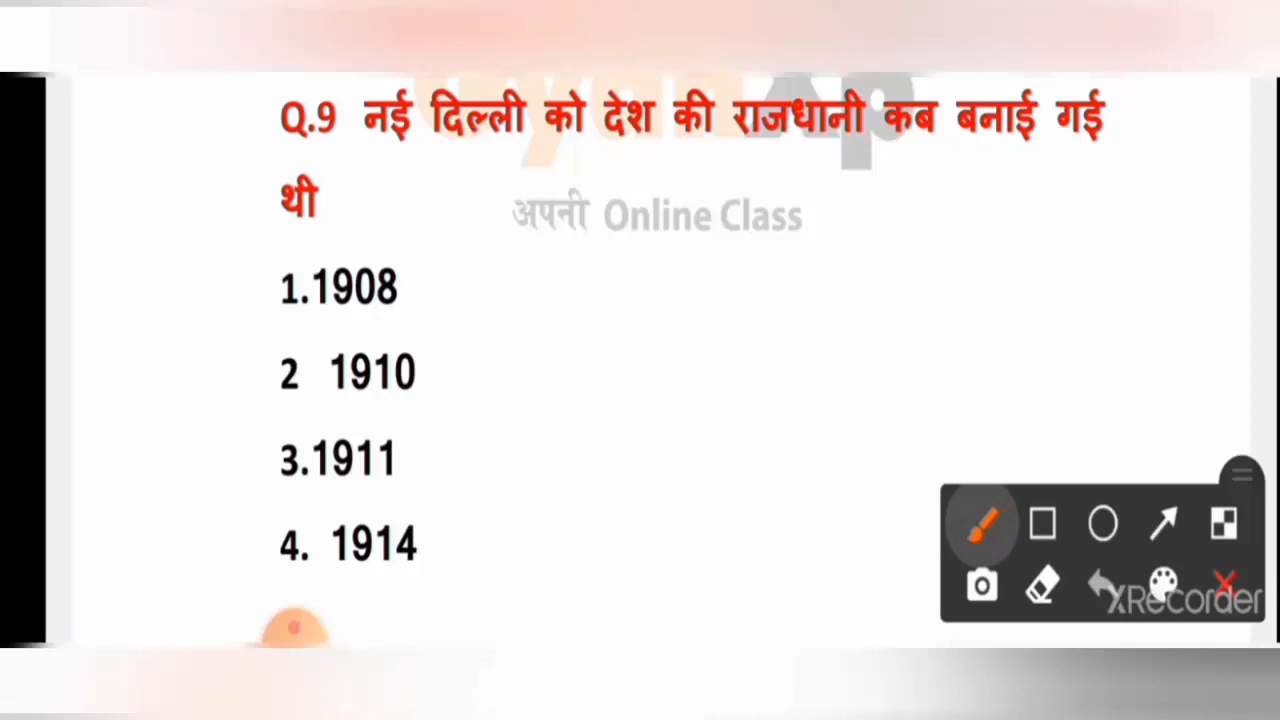 Q.9 नई दिल्ली को देश की राजधानी कब बनाई गई
थी
अपनी Online Class
1.1908
2 1910
3.1911
4. 1914
XRecorder